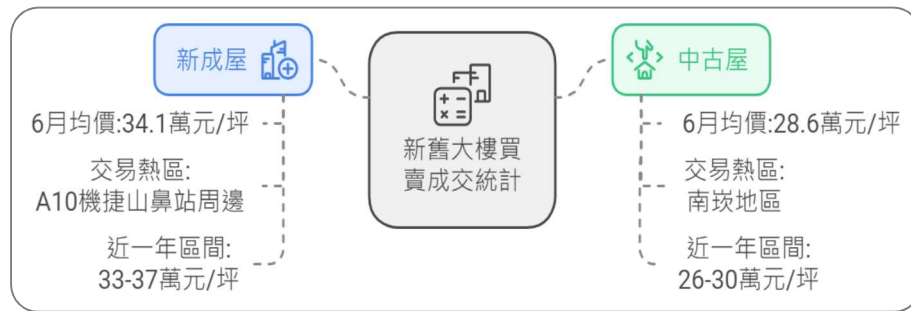 新成屋
6月均價:34.1萬元/坪
交易熱區:
A10機捷山鼻站周邊
近一年區間:
33-37萬元/坪
新舊大樓買
賣成交統計
中古屋
6月均價:28.6萬元/坪
交易熱區:
南崁地區
近一年區間:
26-30萬元/坪